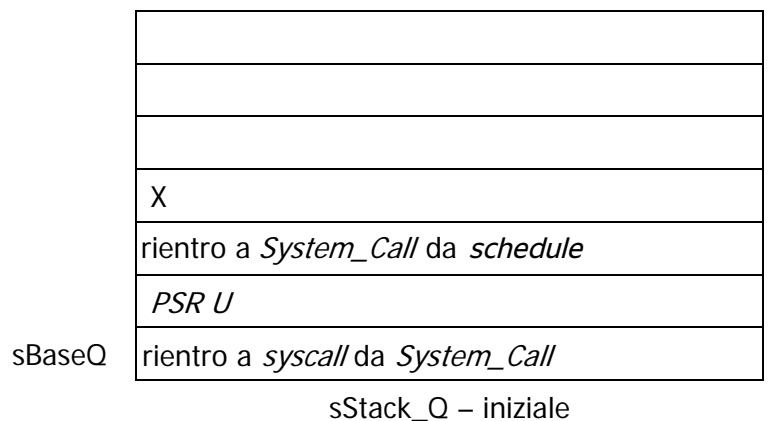 X
rientro a System_Call da schedule
PSR U
sBaseQ rientro a syscall da System_Call
sStack_Q – iniziale